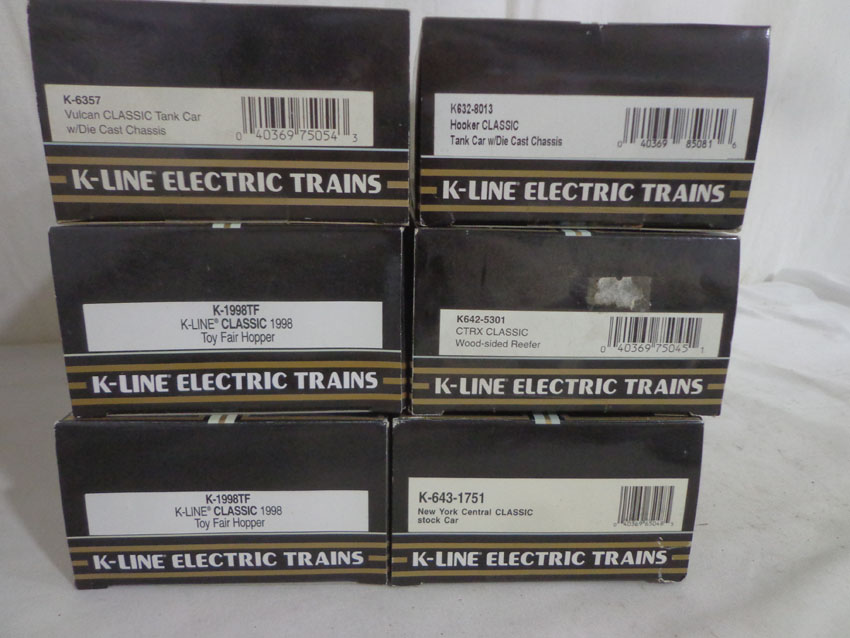 K-6357
Vulcan CLASSIC Tank Car
w/Die Cast Chassis
0 40369 75054 3
K-LINE ELECTRIC TRAINS
K632-8013
Hooker CLASSIC
Tank Car w/Die Cast Chassis
0 40369 85081 6
K-LINE ELECTRIC TRAINS
K-1998TF
K-LINE® CLASSIC 1998
Toy Fair Hopper
K-LINE ELECTRIC TRAINS
K642-5301
CTRX CLASSIC
Wood-sided Reefer
0 40369 75045 1
K-LINE ELECTRIC TRAINS
K-1998TF
K-LINE® CLASSIC 1998
Toy Fair Hopper
K-LINE ELECTRIC TRAINS
K-643-1751
New York Central CLASSIC
stock Car
K-LINE ELECTRIC TRAINS